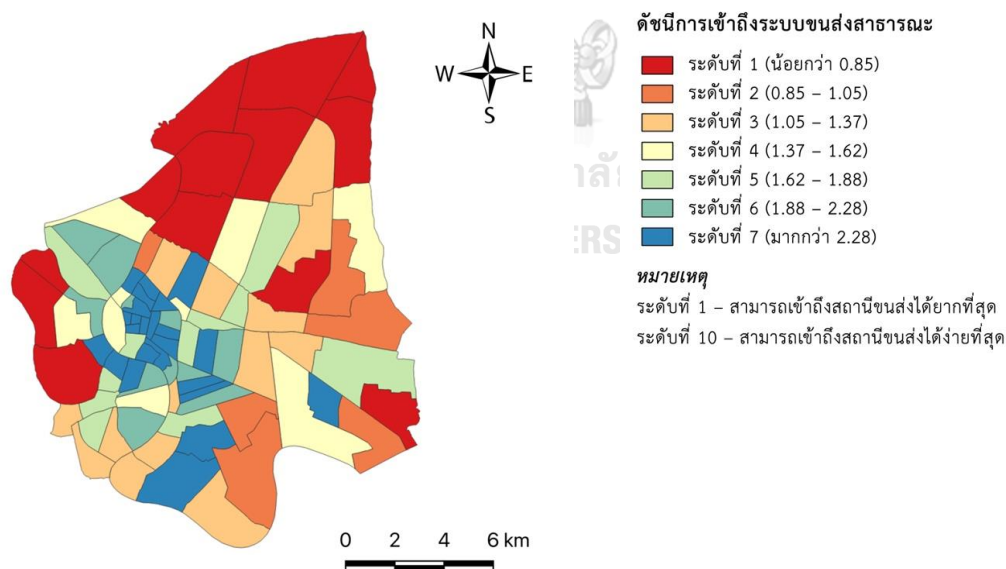 N
W E
S
0 2 4 6 km
ดัชนีการเข้าถึงระบบขนส่งสาธารณะ
ระดับที่ 1 (น้อยกว่า 0.85)
ระดับที่ 2 (0.85 – 1.05)
ระดับที่ 3 (1.05 – 1.37)
ระดับที่ 4 (1.37 – 1.62)
ระดับที่ 5 (1.62 – 1.88)
ระดับที่ 6 (1.88 – 2.28)
ระดับที่ 7 (มากกว่า 2.28)
หมายเหตุ
ระดับที่ 1 – สามารถเข้าถึงสถานีขนส่งได้ยากที่สุด
ระดับที่ 10 – สามารถเข้าถึงสถานีขนส่งได้ง่ายที่สุด